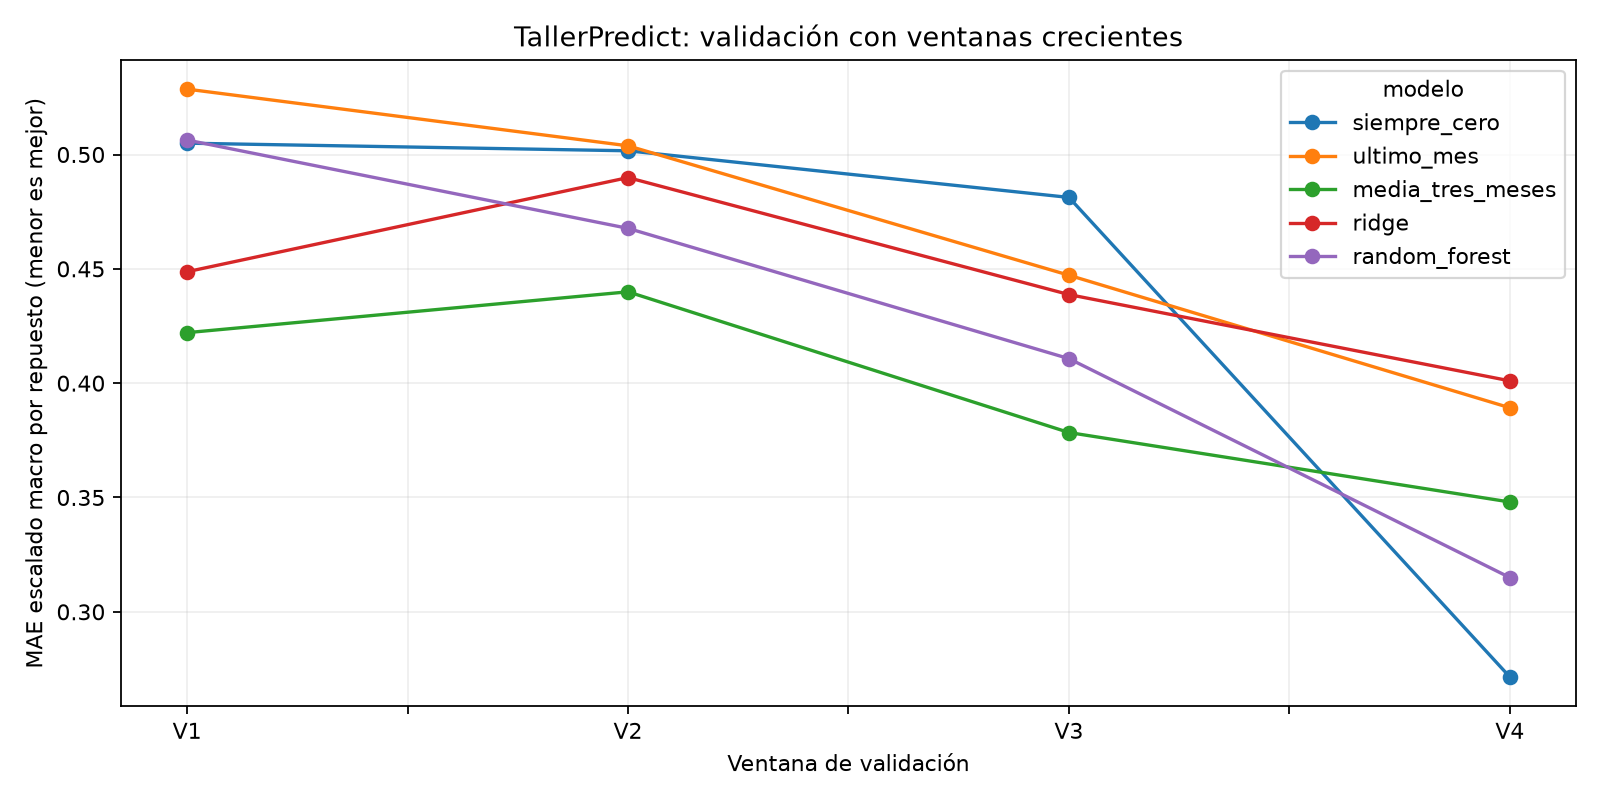 TallerPredict: validación con ventanas crecientes
MAE escalado macro por repuesto (menor es mejor)
0.50
0.45
0.40
0.35
0.30
modelo
siempre_cero
ultimo_mes
media_tres_meses
ridge
random_forest
V1
V2
V3
V4
Ventana de validación